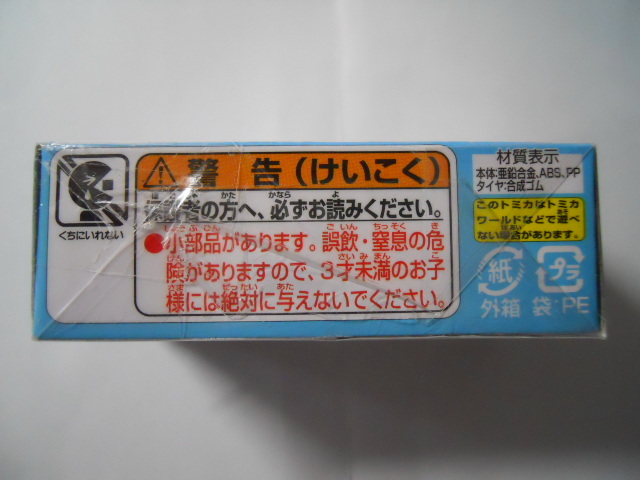 くちにいれない
警告(けいこく)
者の方へ、必ずお読みください。
●小部品があります。誤飲・窒息の危
険がありますので、3才未満のお子
様には絶対に与えないでください。
材質表示
本体:亜鉛合金、ABS、PP
タイヤ:合成ゴム
このトミカはトミカ
ワールドなどで遊べ
ない場合があります。
紙
外箱
プラ
袋:PE